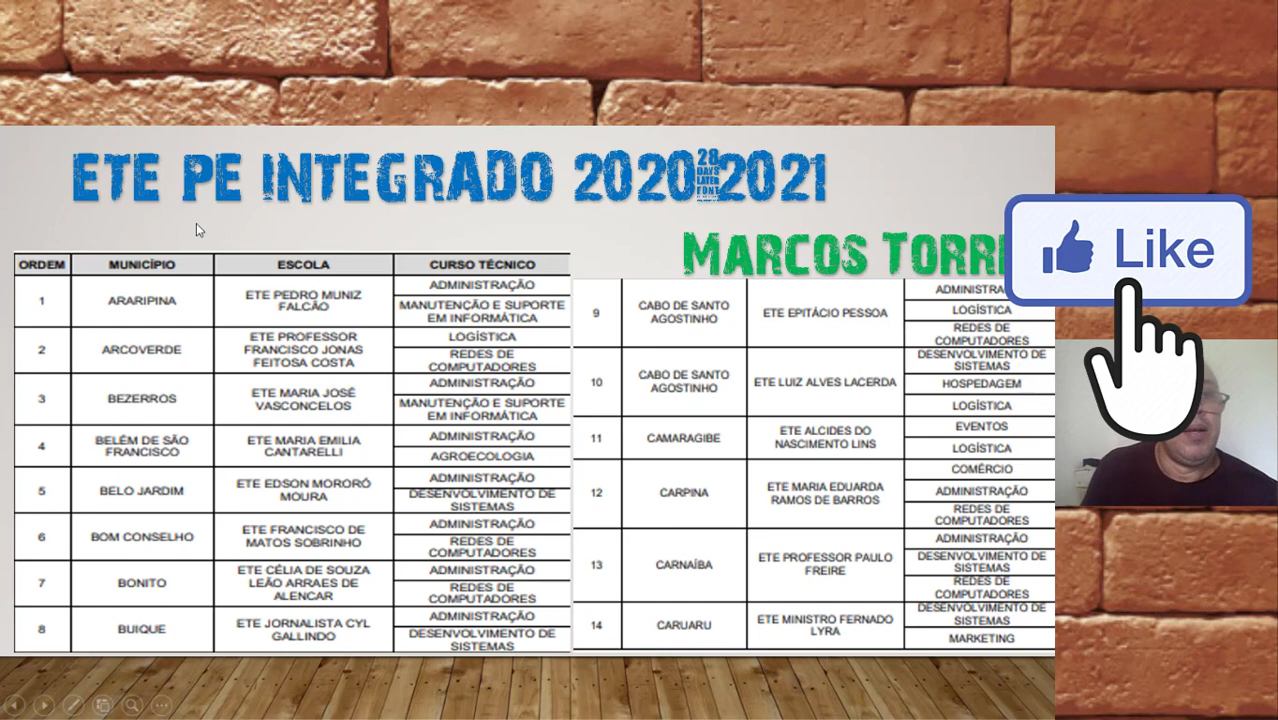 ETE PE INTEGRADO 2020 2021
28
DAYS
LATER
FONT
MARCOS
Like
ORDEM MUNICÍPIO ESCOLA CURSO TÉCNICO
1 ARARIPINA ETE PEDRO MUNIZ
FALCÃO
ADMINISTRAÇÃO
MANUTENÇÃO E SUPORTE
EM INFORMÁTICA
2 ARCOVERDE ETE PROFESSOR
FRANCISCO JONAS
FEITOSA COSTA
LOGÍSTICA
REDES DE
COMPUTADORES
3 BEZERROS ETE MARIA JOSÉ
VASCONCELOS
ADMINISTRAÇÃO
MANUTENÇÃO E SUPORTE
EM INFORMÁTICA
4 BELÉM DE SÃO
FRANCISCO
ETE MARIA EMILIA
CANTARELLI
ADMINISTRAÇÃO
AGROECOLOGIA
5 BELO JARDIM ETE EDSON MORORÓ
MOURA
ADMINISTRAÇÃO
DESENVOLVIMENTO DE
SISTEMAS
6 BOM CONSELHO ETE FRANCISCO DE
MATOS SOBRINHO
ADMINISTRAÇÃO
REDES DE
COMPUTADORES
7 BONITO ETE CÉLIA DE SOUZA
LEÃO ARRAES DE
ALENCAR
ADMINISTRAÇÃO
REDES DE
COMPUTADORES
8 BUIQUE ETE JORNALISTA CYL
GALLINDO
ADMINISTRAÇÃO
DESENVOLVIMENTO DE
SISTEMAS
9 CABO DE SANTO
AGOSTINHO
ETE EPITÁCIO PESSOA
LOGÍSTICA
REDES DE
COMPUTADORES
10 CABO DE SANTO
AGOSTINHO
ETE LUIZ ALVES LACERDA
DESENVOLVIMENTO DE
SISTEMAS
HOSPEDAGEM
LOGÍSTICA
11 CAMARAGIBE ETE ALCIDES DO
NASCIMENTO LINS
EVENTOS
LOGÍSTICA
12 CARPINA ETE MARIA EDUARDA
RAMOS DE BARROS
COMÉRCIO
ADMINISTRAÇÃO
REDES DE
COMPUTADORES
13 CARNAÍBA ETE PROFESSOR PAULO
FREIRE
ADMINISTRAÇÃO
DESENVOLVIMENTO DE
SISTEMAS
REDES DE
COMPUTADORES
14 CARUARU ETE MINISTRO FERNADO
LYRA
DESENVOLVIMENTO DE
SISTEMAS
MARKETING